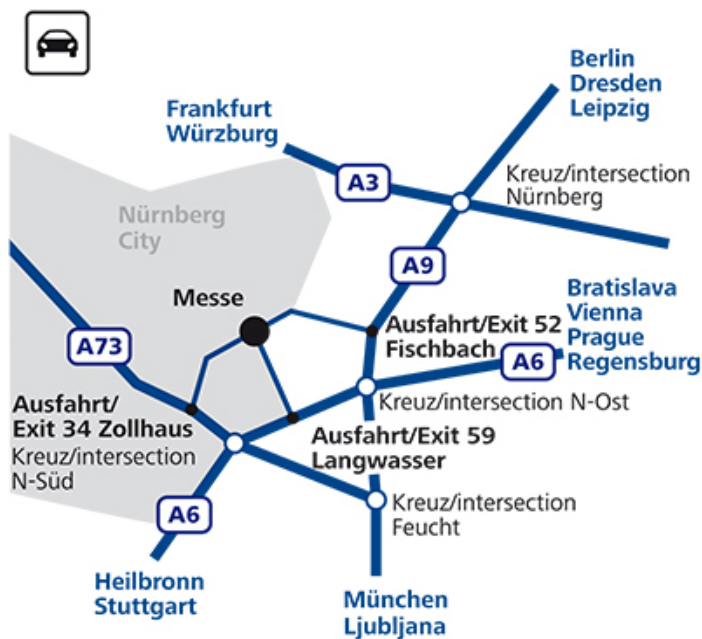 Berlin
Dresden
Leipzig
Frankfurt
Würzburg
A3
Kreuz/intersection
Nürnberg
Nürnberg
City
A9
Messe
Bratislava
Vienna
Prague
Regensburg
Ausfahrt/Exit 52
Fischbach
A73
A6
Ausfahrt/
Exit 34 Zollhaus
Kreuz/intersection
N-Süd
Kreuz/intersection N-Ost
Ausfahrt/Exit 59
Langwasser
A6
Kreuz/intersection
Feucht
Heilbronn
Stuttgart
München
Ljubljana